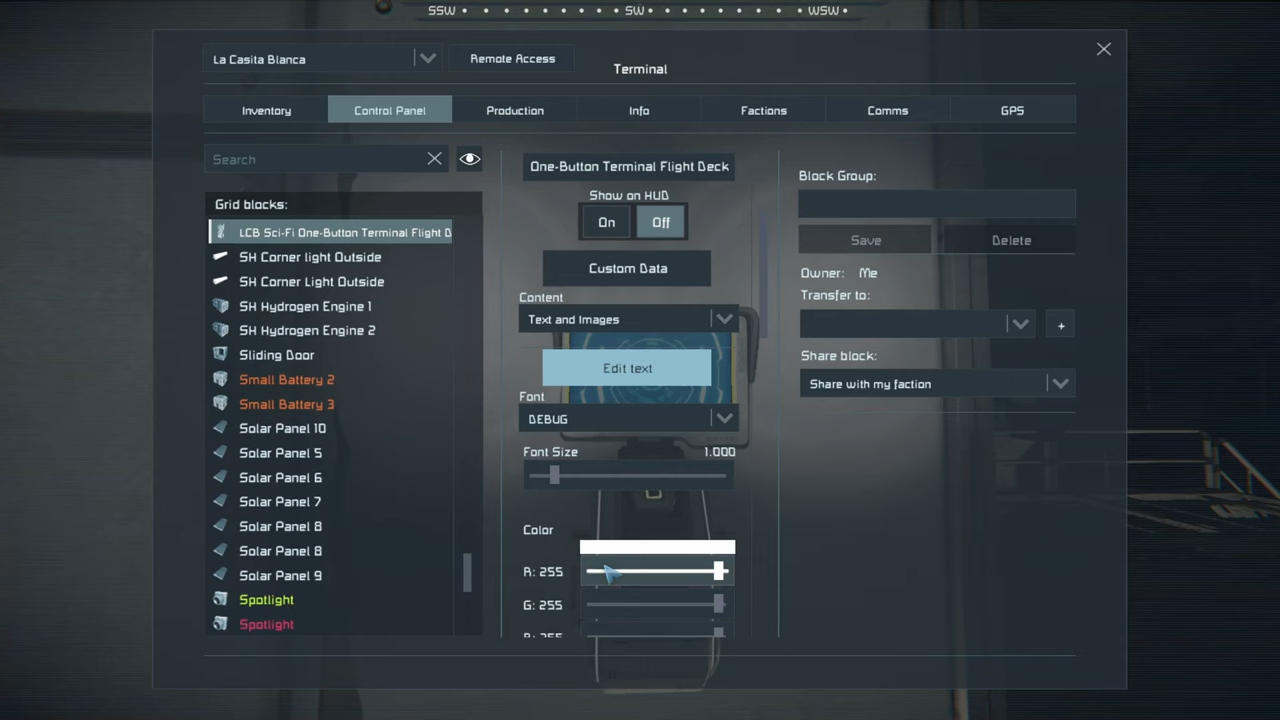 SSW SW WSW
La Casita Blanca
Remote Access
Terminal
Inventory
Control Panel
Production
Info
Factions
Comms
GPS
Search
Grid blocks:
LCB Sci-Fi One-Button Terminal Flight D
SH Corner light Outside
SH Corner Light Outside
SH Hydrogen Engine 1
SH Hydrogen Engine 2
Sliding Door
Small Battery 2
Small Battery 3
Solar Panel 10
Solar Panel 5
Solar Panel 6
Solar Panel 7
Solar Panel 8
Solar Panel 8
Solar Panel 9
Spotlight
Spotlight
One-Button Terminal Flight Deck
Show on HUD
On Off
Custom Data
Content
Text and Images
Edit text
Font
DEBUG
Font Size 1.000
Color
R: 255
G: 255
B: 255
Block Group:
Save
Delete
Owner: Me
Transfer to:
+
Share block:
Share with my faction